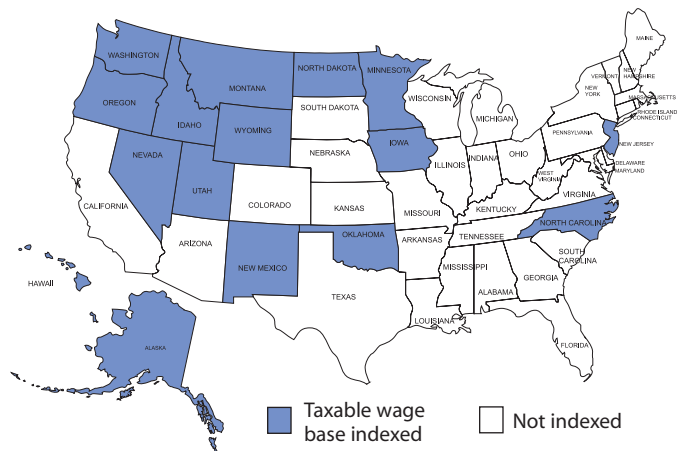 MAINE
WASHINGTON
NORTH DAKOTA
MINNESOTA
MONTANA
VERMONT
NEW
HAMPSHIRE
OREGON
IDAHO
SOUTH DAKOTA
WISCONSIN
MICHIGAN
NEW
YORK
MASSACHUSETTS
RHODE ISLAND
CONNECTICUT
WYOMING
IOWA
PENNSYLVANIA
NEW JERSEY
NEVADA
NEBRASKA
ILLINOIS
INDIANA
OHIO
DELAWARE
MARYLAND
UTAH
COLORADO
KANSAS
MISSOURI
WEST
VIRGINIA
VIRGINIA
KENTUCKY
CALIFORNIA
ARIZONA
NEW MEXICO
OKLAHOMA
ARKANSAS
TENNESSEE
NORTH CAROLINA
SOUTH
CAROLINA
MISSISSIPPI
ALABAMA
GEORGIA
HAWAII
TEXAS
LOUISIANA
FLORIDA
ALASKA
Taxable wage
base indexed
Not indexed